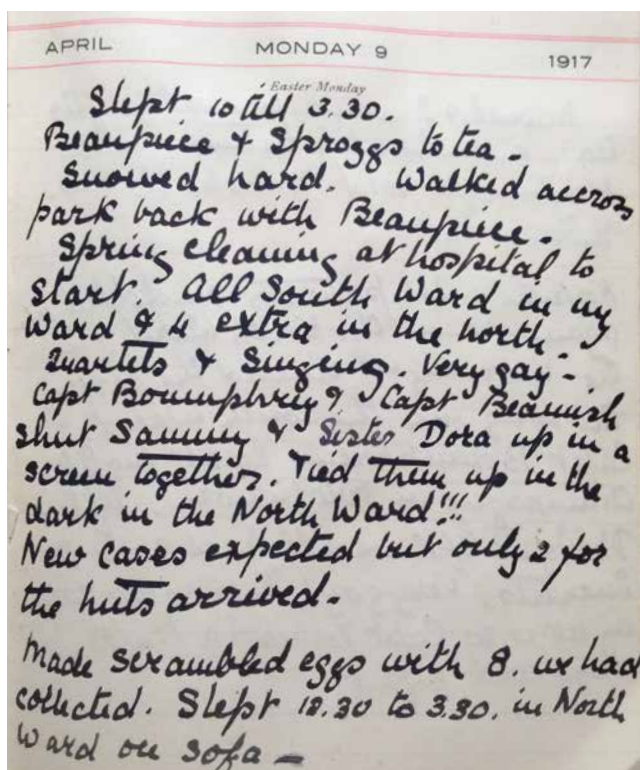 APRIL MONDAY 9 1917
Easter Monday
Slept 10 till 3.30.
Beaupiece & Sproggs to tea -
Snowed hard. Walked accross
park back with Beaupiece -
Spring cleaning at hospital to
start. All South Ward in my
Ward & 4 extra in the north
Quartets & Singing. Very gay -
Capt Boumphrey & Capt Beamish
shut Sammy & Sister Dora up in a
screen together. Tied them up in the
dark in the North Ward!!!
New cases expected but only 2 for
the huts arrived -
Made scrambled eggs with 8. we had
collected. Slept 12.30 to 3.30. in North
Ward on sofa -